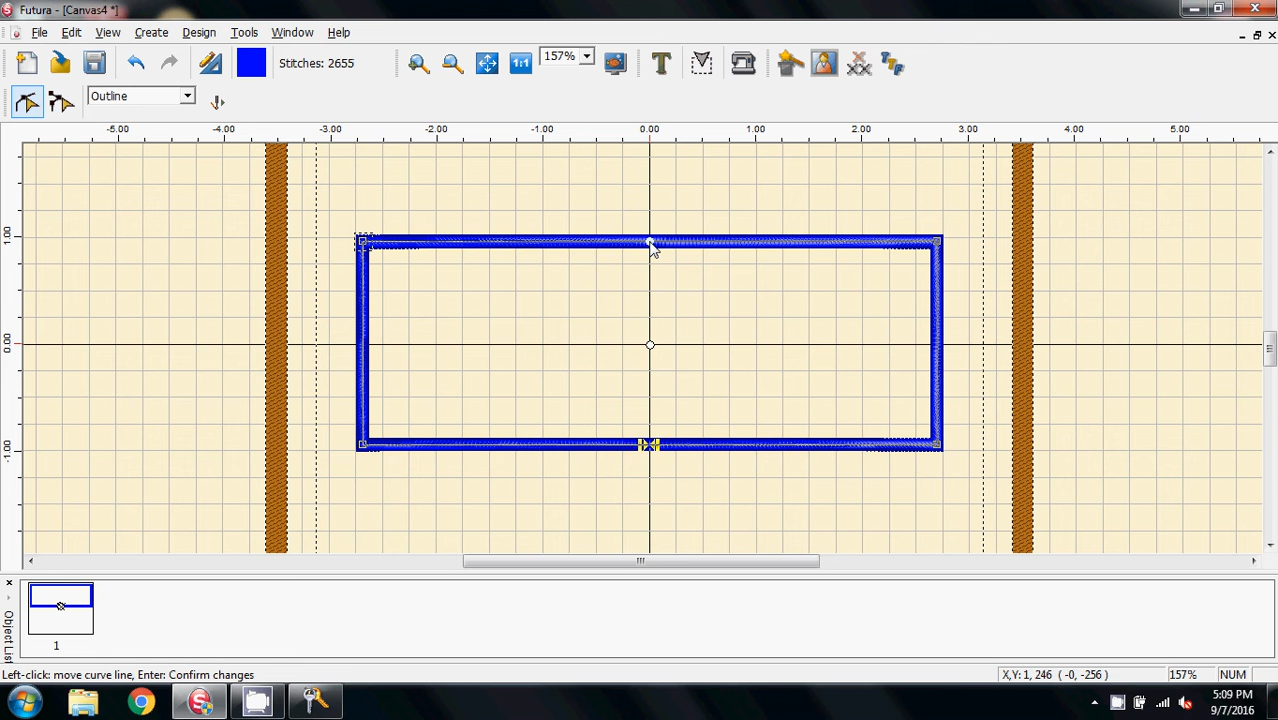 Futura - [Canvas4 *]
File Edit View Create Design Tools Window Help
1:1 157% T Stitches: 2655
Outline
-5.00 -4.00 -3.00 -2.00 -1.00 0.00 1.00 2.00 3.00 4.00 5.00
1.00
0.00
-1.00
Object List
1
Left-click: move curve line, Enter: Confirm changes
X,Y: 1, 246 ( -0, -256 ) 157% NUM
5:09 PM
9/7/2016